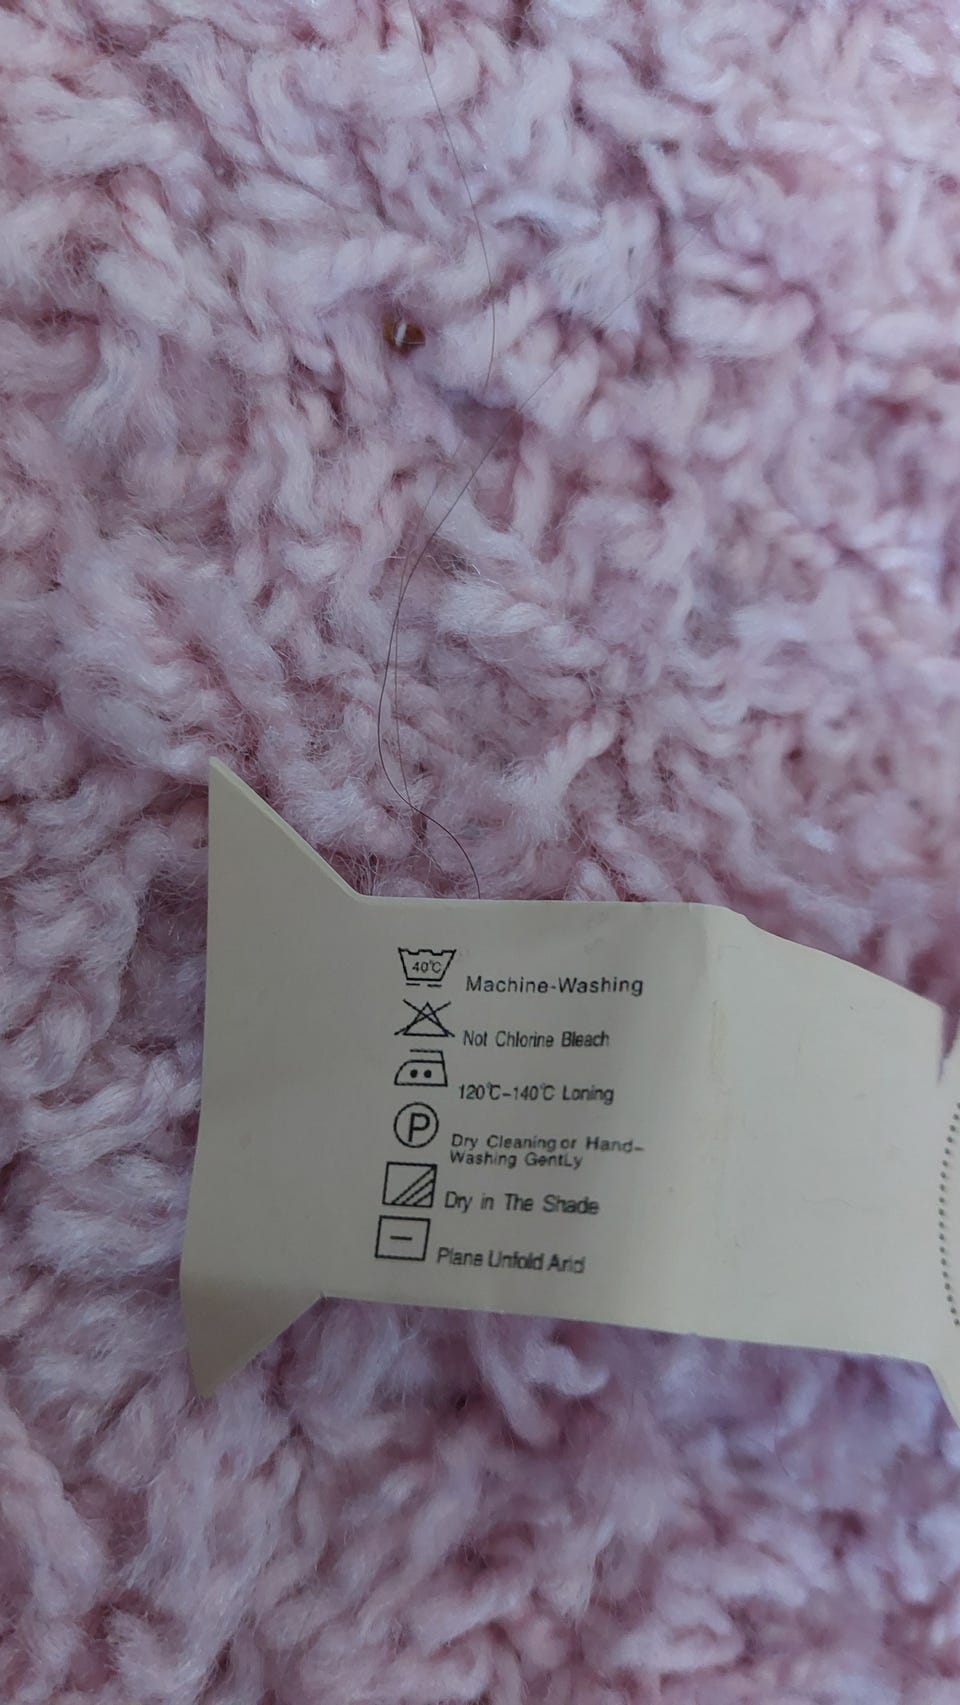 40℃
Machine-Washing
Not Chlorine Bleach
120℃-140℃ Loning
P
Dry Cleaning or Hand-
Washing GentLy
Dry in The Shade
Plane Unfold Arid